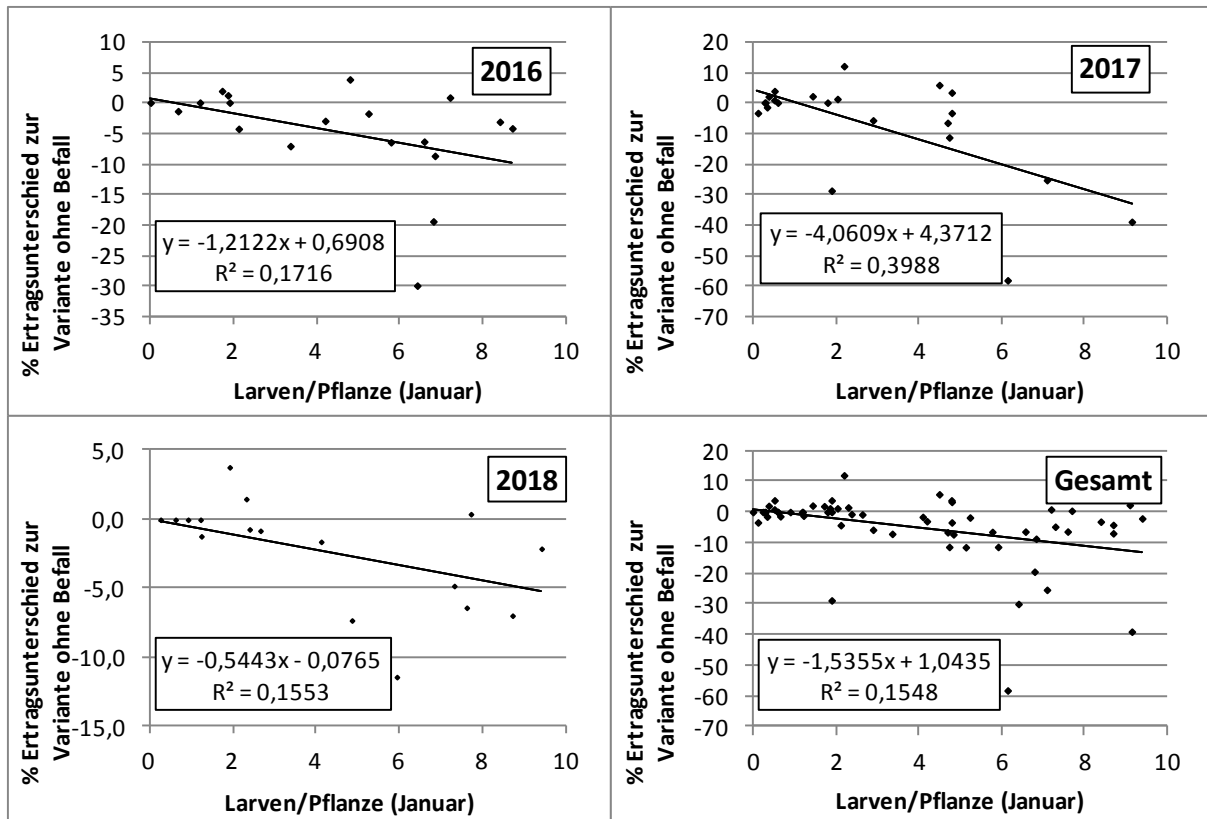 % Ertragsunterschied zur
Variante ohne Befall
10
5
0
-5
-10
-15
-20
-25
-30
-35
2016
y = -1,2122x + 0,6908
R² = 0,1716
0 2 4 6 8 10
Larven/Pflanze (Januar)
% Ertragsunterschied zur
Variante ohne Befall
20
10
0
-10
-20
-30
-40
-50
-60
-70
2017
y = -4,0609x + 4,3712
R² = 0,3988
0 2 4 6 8 10
Larven/Pflanze (Januar)
% Ertragsunterschied zur
Variante ohne Befall
5,0
0,0
-5,0
-10,0
-15,0
2018
y = -0,5443x - 0,0765
R² = 0,1553
0 2 4 6 8 10
Larven/Pflanze (Januar)
% Ertragsunterschied zur
Variante ohne Befall
20
10
0
-10
-20
-30
-40
-50
-60
-70
Gesamt
y = -1,5355x + 1,0435
R² = 0,1548
0 2 4 6 8 10
Larven/Pflanze (Januar)